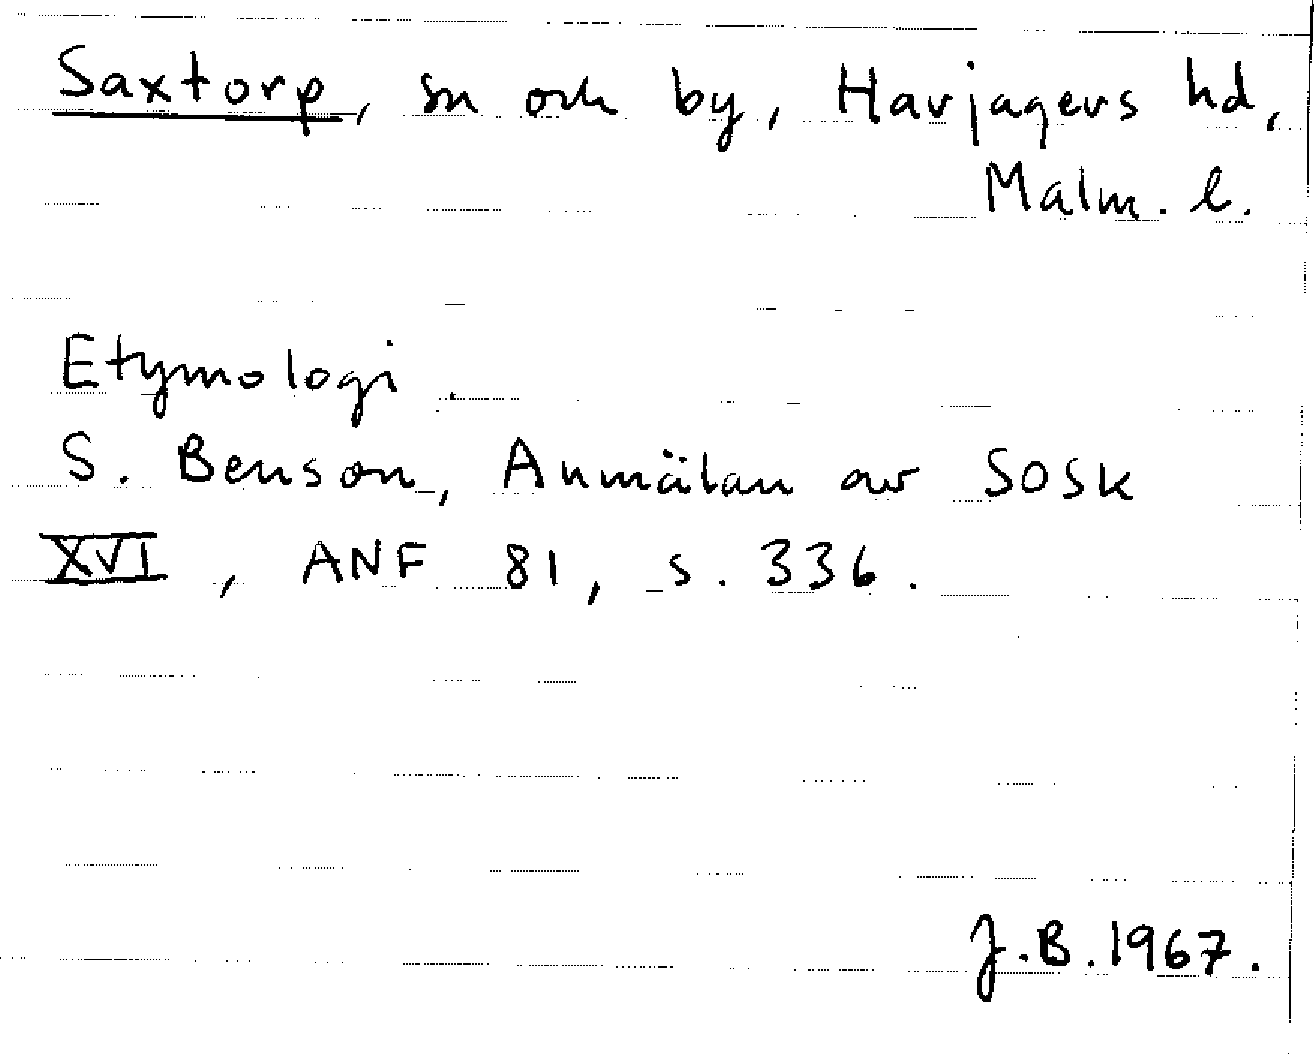 Saxtorp, sn och by, Harjagers hd,
Malm. l.
Etymologi.
S. Benson, Anmälan av SOSk
XVI, ANF 81, s. 336.
J.B. 1967.